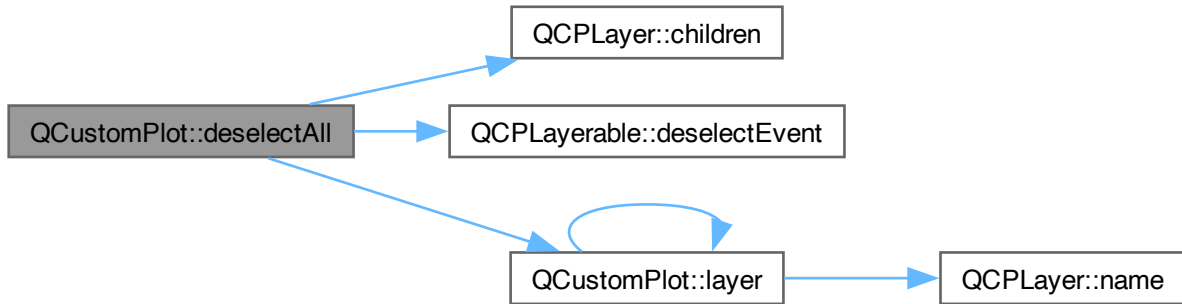 QCPLayer::children
QCustomPlot::deselectAll
QCPLayerable::deselectEvent
QCustomPlot::layer
QCPLayer::name